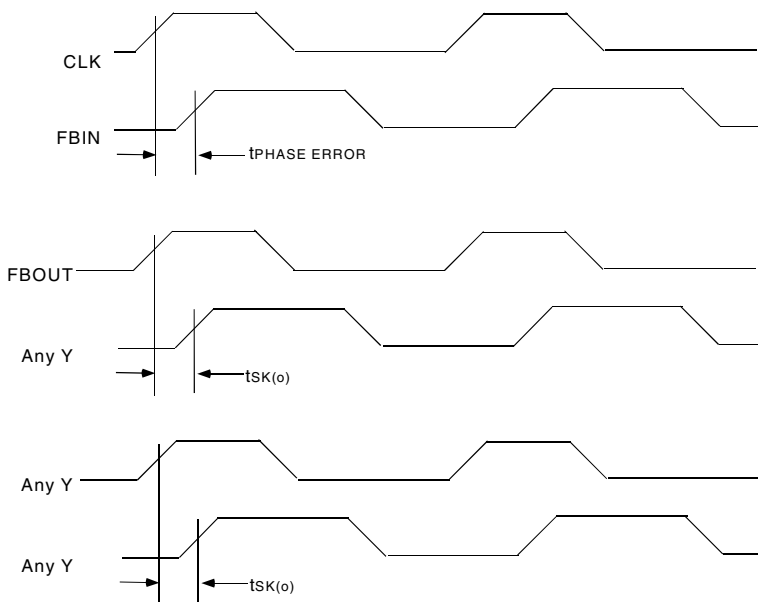 CLK
FBIN
tPHASE ERROR
FBOUT
Any Y
tSK(o)
Any Y
Any Y
tSK(o)